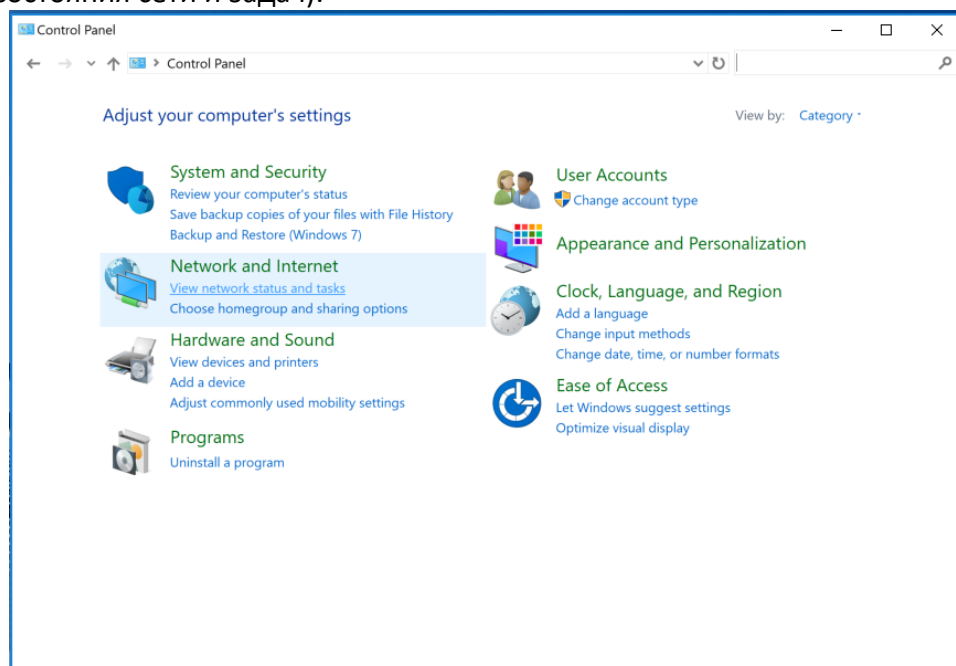 состояния сети и задач).
Control Panel
Control Panel
Adjust your computer's settings
View by: Category
System and Security
Review your computer's status
Save backup copies of your files with File History
Backup and Restore (Windows 7)
Network and Internet
View network status and tasks
Choose homegroup and sharing options
Hardware and Sound
View devices and printers
Add a device
Adjust commonly used mobility settings
Programs
Uninstall a program
User Accounts
Change account type
Appearance and Personalization
Clock, Language, and Region
Add a language
Change input methods
Change date, time, or number formats
Ease of Access
Let Windows suggest settings
Optimize visual display